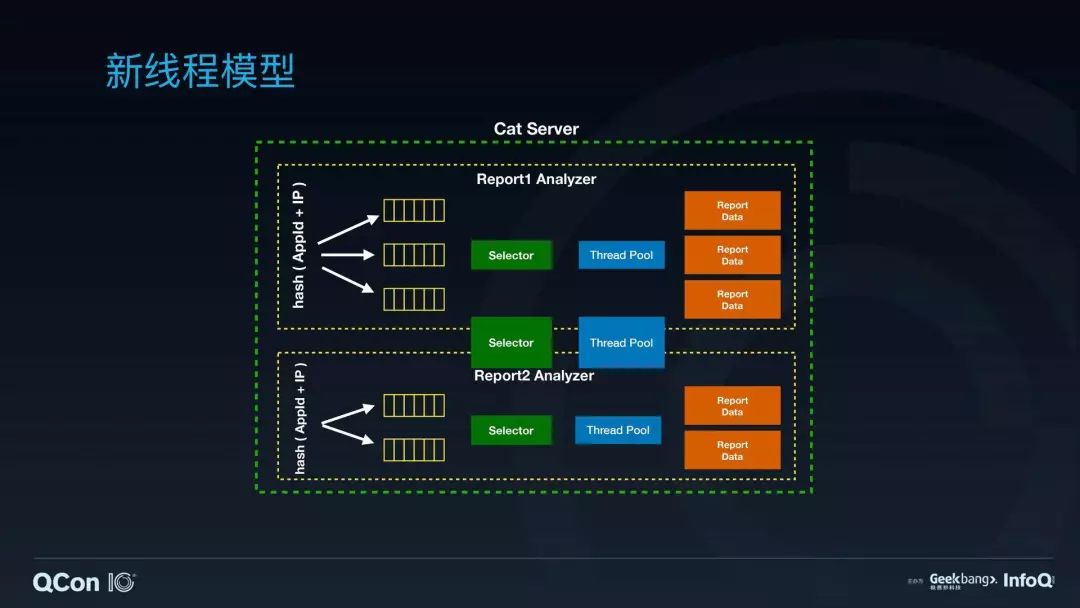 新线程模型
Cat Server
Report1 Analyzer
hash ( AppId + IP )
Selector
Thread Pool
Report
Data
Report
Data
Report
Data
Selector
Thread Pool
Report2 Analyzer
hash ( AppId + IP )
Selector
Thread Pool
Report
Data
Report
Data
QCon 10
主办方 Geekbang>. InfoQ
极客邦科技